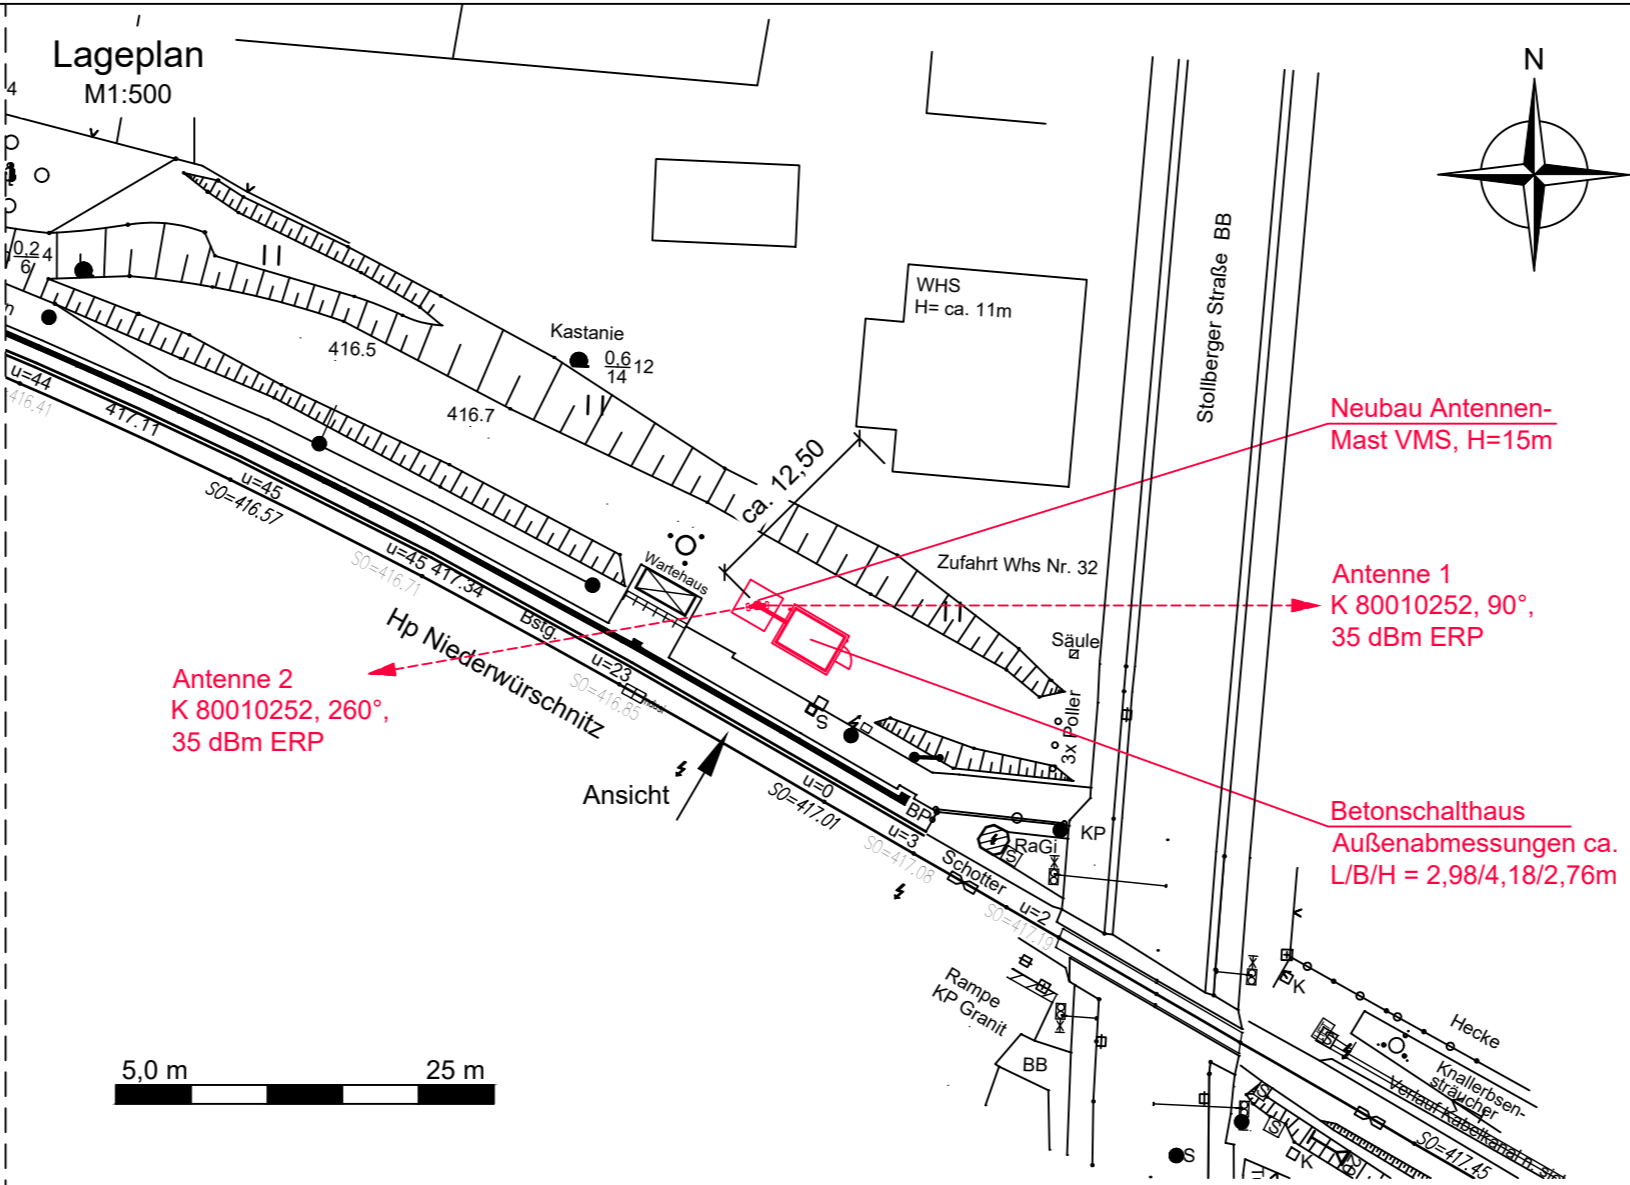 Lageplan
M1:500
N
4
0,2 4
6
n
416.5
416.7
Kastanie
0,6 12
14
WHS
H= ca. 11m
Stollberger Straße BB
Neubau Antennen-
Mast VMS, H=15m
ca. 12,50
Zufahrt Whs Nr. 32
Antenne 1
K 80010252, 90°,
35 dBm ERP
Säule
3x Poller
Wartehaus
u=44
416.41
417.11
u=45
SO=416.57
u=45 417.34
SO=416.71
Bstg.
Hp Niederwürschnitz
u=23
SO=416.85
Antenne 2
K 80010252, 260°,
35 dBm ERP
Ansicht
S
u=0
SO=417.01
BP
u=3
SO=417.08
Schotter
RaGi
S
KP
u=2
SO=417.19
Betonschalthaus
Außenabmessungen ca.
L/B/H = 2,98/4,18/2,76m
Rampe
KP Granit
BB
K
Hecke
Knallerbsen-
sträucher
Verlauf Kabelkanal n.
SO=417.45
S
S
K
S
5,0 m
25 m